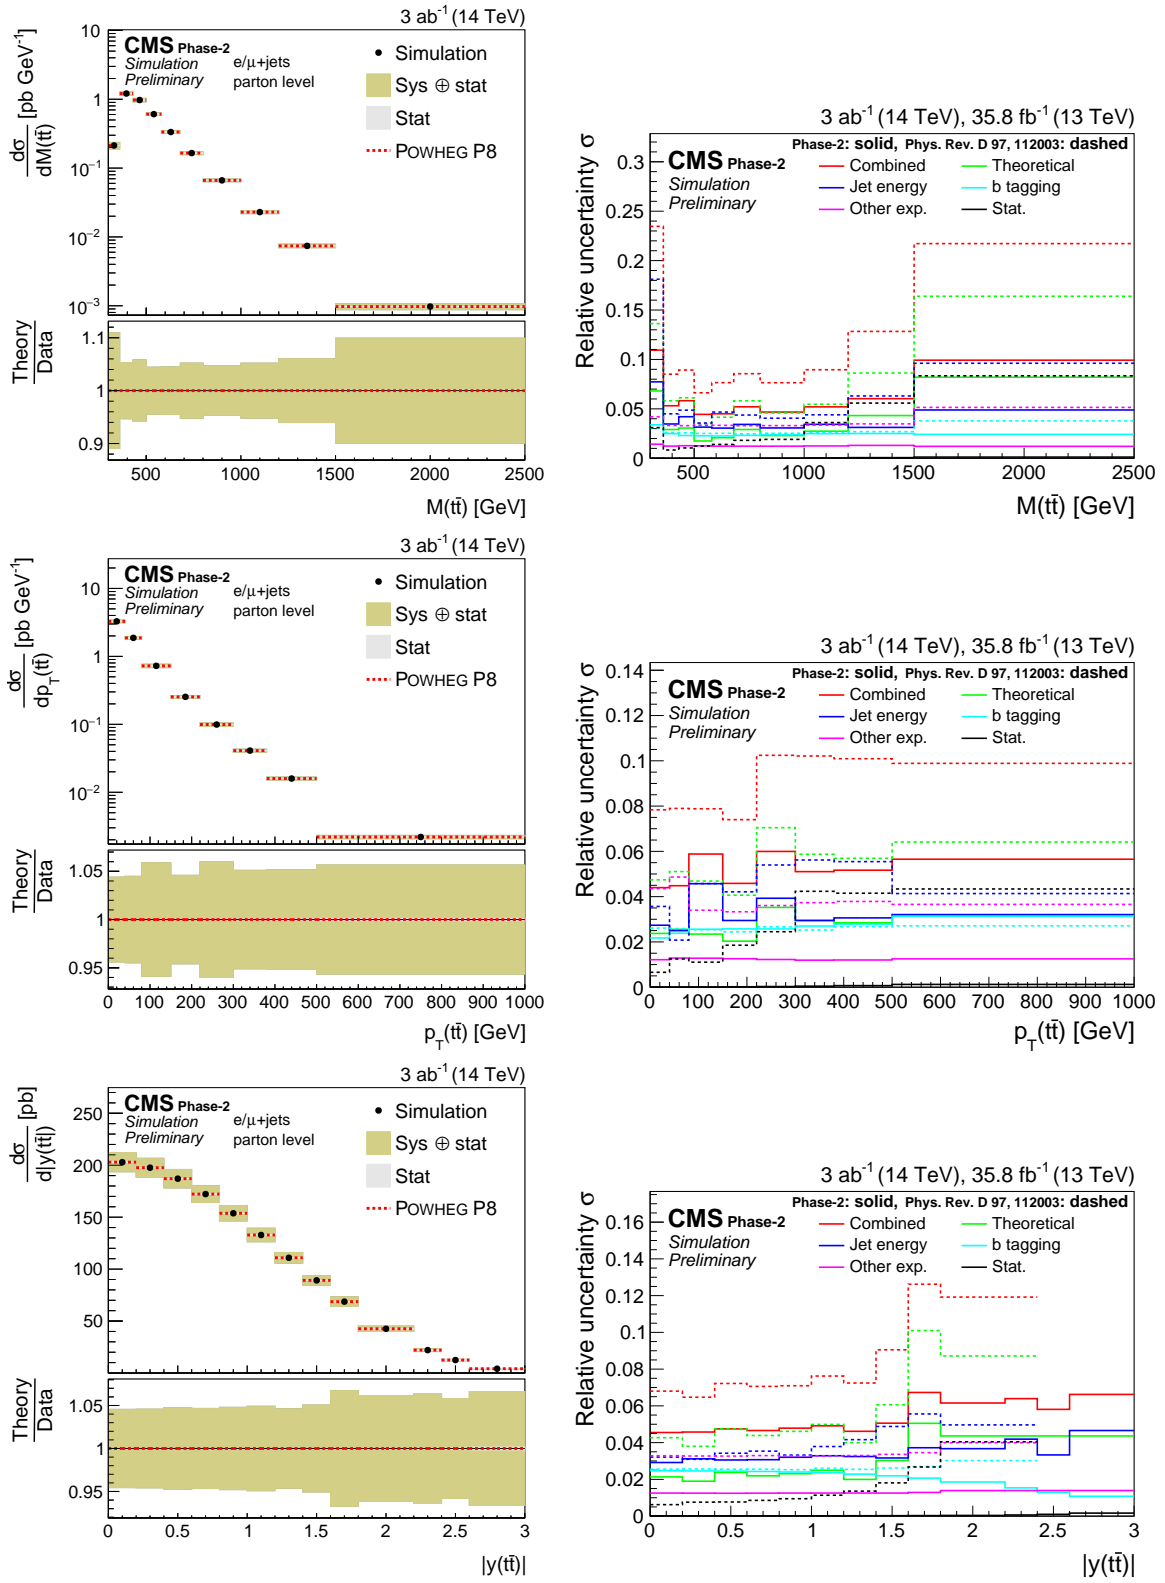 3 ab⁻¹ (14 TeV)
CMS Phase-2
Simulation
Preliminary
e/μ+jets
parton level
Simulation
Sys ⊕ stat
Stat
POWHEG P8
dσ/dM(tt̄) [pb GeV⁻¹]
10
1
10⁻¹
10⁻²
10⁻³
Theory/Data
1.1
1
0.9
500 1000 1500 2000 2500
M(tt̄) [GeV]
3 ab⁻¹ (14 TeV), 35.8 fb⁻¹ (13 TeV)
CMS Phase-2
Simulation
Preliminary
Phase-2: solid, Phys. Rev. D 97, 112003: dashed
Combined Theoretical
Jet energy b tagging
Other exp. Stat.
Relative uncertainty σ
0.3
0.25
0.2
0.15
0.1
0.05
0
500 1000 1500 2000 2500
M(tt̄) [GeV]
3 ab⁻¹ (14 TeV)
CMS Phase-2
Simulation
Preliminary
e/μ+jets
parton level
Simulation
Sys ⊕ stat
Stat
POWHEG P8
dσ/dp_T(tt̄) [pb GeV⁻¹]
10
1
10⁻¹
10⁻²
Theory/Data
1.05
1
0.95
0 100 200 300 400 500 600 700 800 900 1000
p_T(tt̄) [GeV]
3 ab⁻¹ (14 TeV), 35.8 fb⁻¹ (13 TeV)
CMS Phase-2
Simulation
Preliminary
Phase-2: solid, Phys. Rev. D 97, 112003: dashed
Combined Theoretical
Jet energy b tagging
Other exp. Stat.
Relative uncertainty σ
0.14
0.12
0.1
0.08
0.06
0.04
0.02
0
0 100 200 300 400 500 600 700 800 900 1000
p_T(tt̄) [GeV]
3 ab⁻¹ (14 TeV)
CMS Phase-2
Simulation
Preliminary
e/μ+jets
parton level
Simulation
Sys ⊕ stat
Stat
POWHEG P8
dσ/d|y(tt̄)| [pb]
250
200
150
100
50
Theory/Data
1.05
1
0.95
0 0.5 1 1.5 2 2.5 3
|y(tt̄)|
3 ab⁻¹ (14 TeV), 35.8 fb⁻¹ (13 TeV)
CMS Phase-2
Simulation
Preliminary
Phase-2: solid, Phys. Rev. D 97, 112003: dashed
Combined Theoretical
Jet energy b tagging
Other exp. Stat.
Relative uncertainty σ
0.16
0.14
0.12
0.1
0.08
0.06
0.04
0.02
0
0 0.5 1 1.5 2 2.5 3
|y(tt̄)|